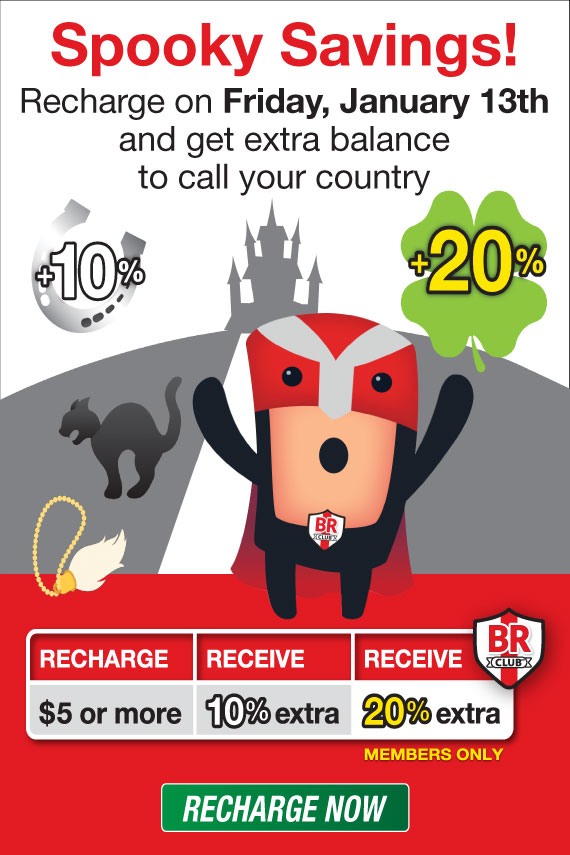 Spooky Savings!
Recharge on Friday, January 13th
and get extra balance
to call your country
+10%
+20%
BR
CLUB
RECHARGE RECEIVE RECEIVE BR CLUB
$5 or more 10% extra 20% extra
MEMBERS ONLY
RECHARGE NOW